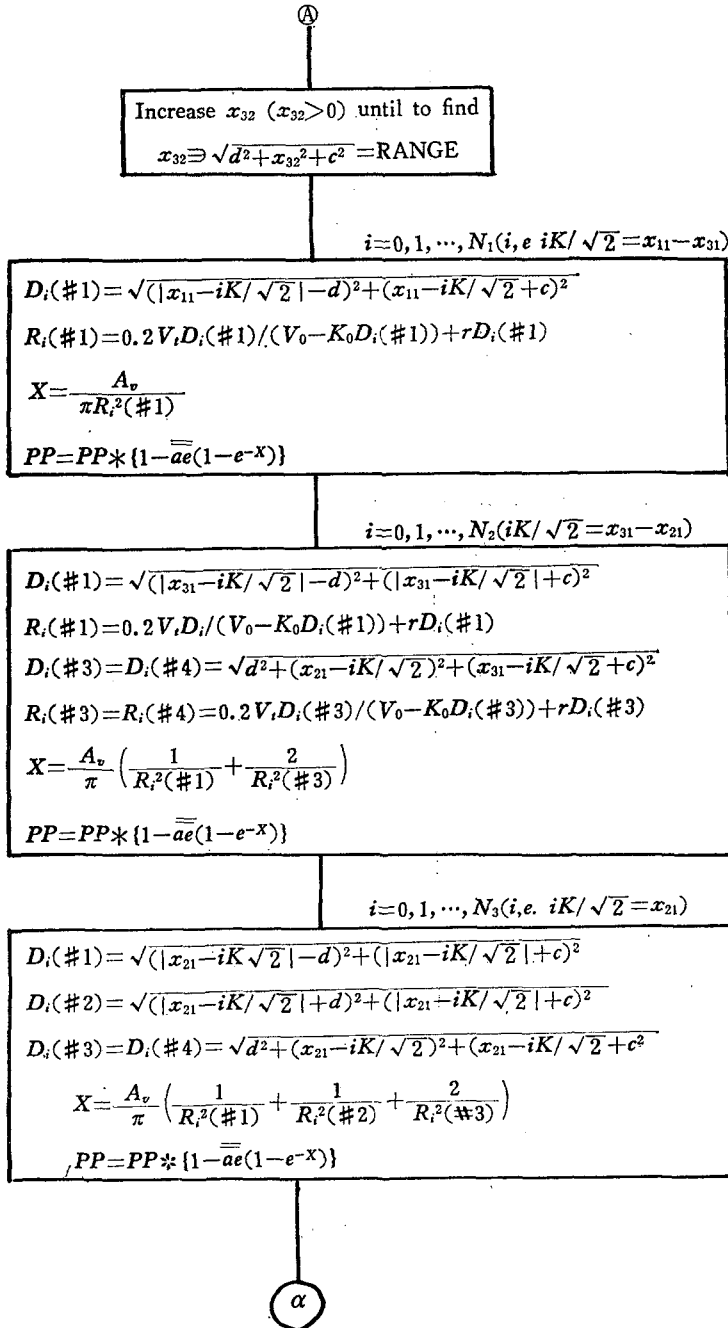 Ⓐ
Increase x₃₂ (x₃₂>0) until to find
x₃₂∋√(d²+x₃₂²+c²)=RANGE
i=0, 1, ⋯, N₁(i, e iK/√2=x₁₁−x₃₁)
Dᵢ(#1)=√((|x₁₁−iK/√2|−d)²+(x₁₁−iK/√2+c)²)
Rᵢ(#1)=0.2VₜDᵢ(#1)/(V₀−K₀Dᵢ(#1))+rDᵢ(#1)
X=Aᵥ/πRᵢ²(#1)
PP=PP*{1−a̿e̿(1−e⁻ˣ)}
i=0, 1, ⋯, N₂(iK/√2=x₃₁−x₂₁)
Dᵢ(#1)=√((|x₃₁−iK/√2|−d)²+(|x₃₁−iK/√2|+c)²)
Rᵢ(#1)=0.2VₜDᵢ/(V₀−K₀Dᵢ(#1))+rDᵢ(#1)
Dᵢ(#3)=Dᵢ(#4)=√(d²+(x₂₁−iK/√2)²+(x₃₁−iK/√2+c)²)
Rᵢ(#3)=Rᵢ(#4)=0.2VₜDᵢ(#3)/(V₀−K₀Dᵢ(#3))+rDᵢ(#3)
X=Aᵥ/π(1/Rᵢ²(#1)+2/Rᵢ²(#3))
PP=PP*{1−a̿e̿(1−e⁻ˣ)}
i=0, 1, ⋯, N₃(i, e. iK/√2=x₂₁)
Dᵢ(#1)=√((|x₂₁−iK√2|−d)²+(|x₂₁−iK/√2|+c)²)
Dᵢ(#2)=√((|x₂₁−iK/√2|+d)²+(|x₂₁−iK/√2|+c)²)
Dᵢ(#3)=Dᵢ(#4)=√(d²+(x₂₁−iK/√2)²+(x₂₁−iK/√2+c²)
X=Aᵥ/π(1/Rᵢ²(#1)+1/Rᵢ²(#2)+2/Rᵢ²(#3))
PP=PP*{1−a̿e̿(1−e⁻ˣ)}
α